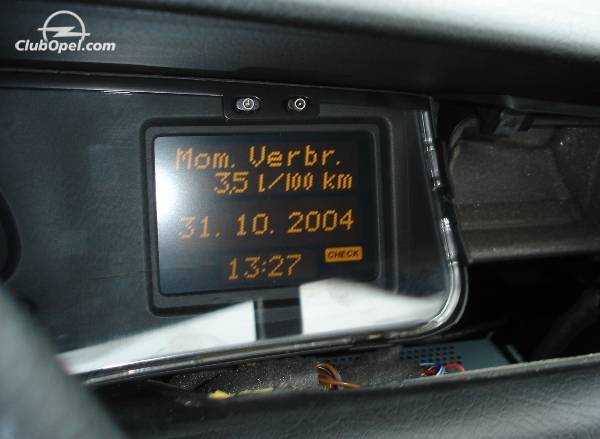 ClubOpel.com
Mom. Verbr.
3,5 l/100 km
31. 10. 2004
13:27
CHECK